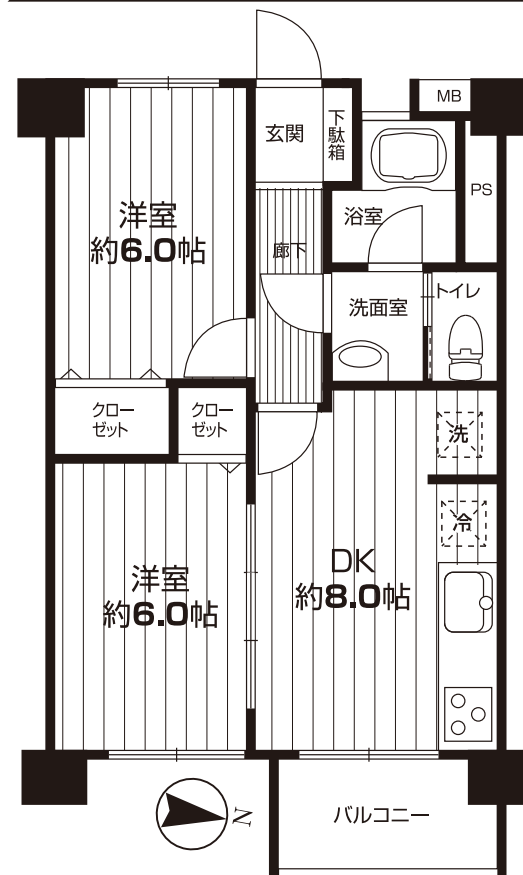 MB
玄関
下駄箱
PS
洋室
約6.0帖
浴室
廊下
洗面室
トイレ
クロー
ゼット
クロー
ゼット
洗
冷
洋室
約6.0帖
DK
約8.0帖
N
バルコニー